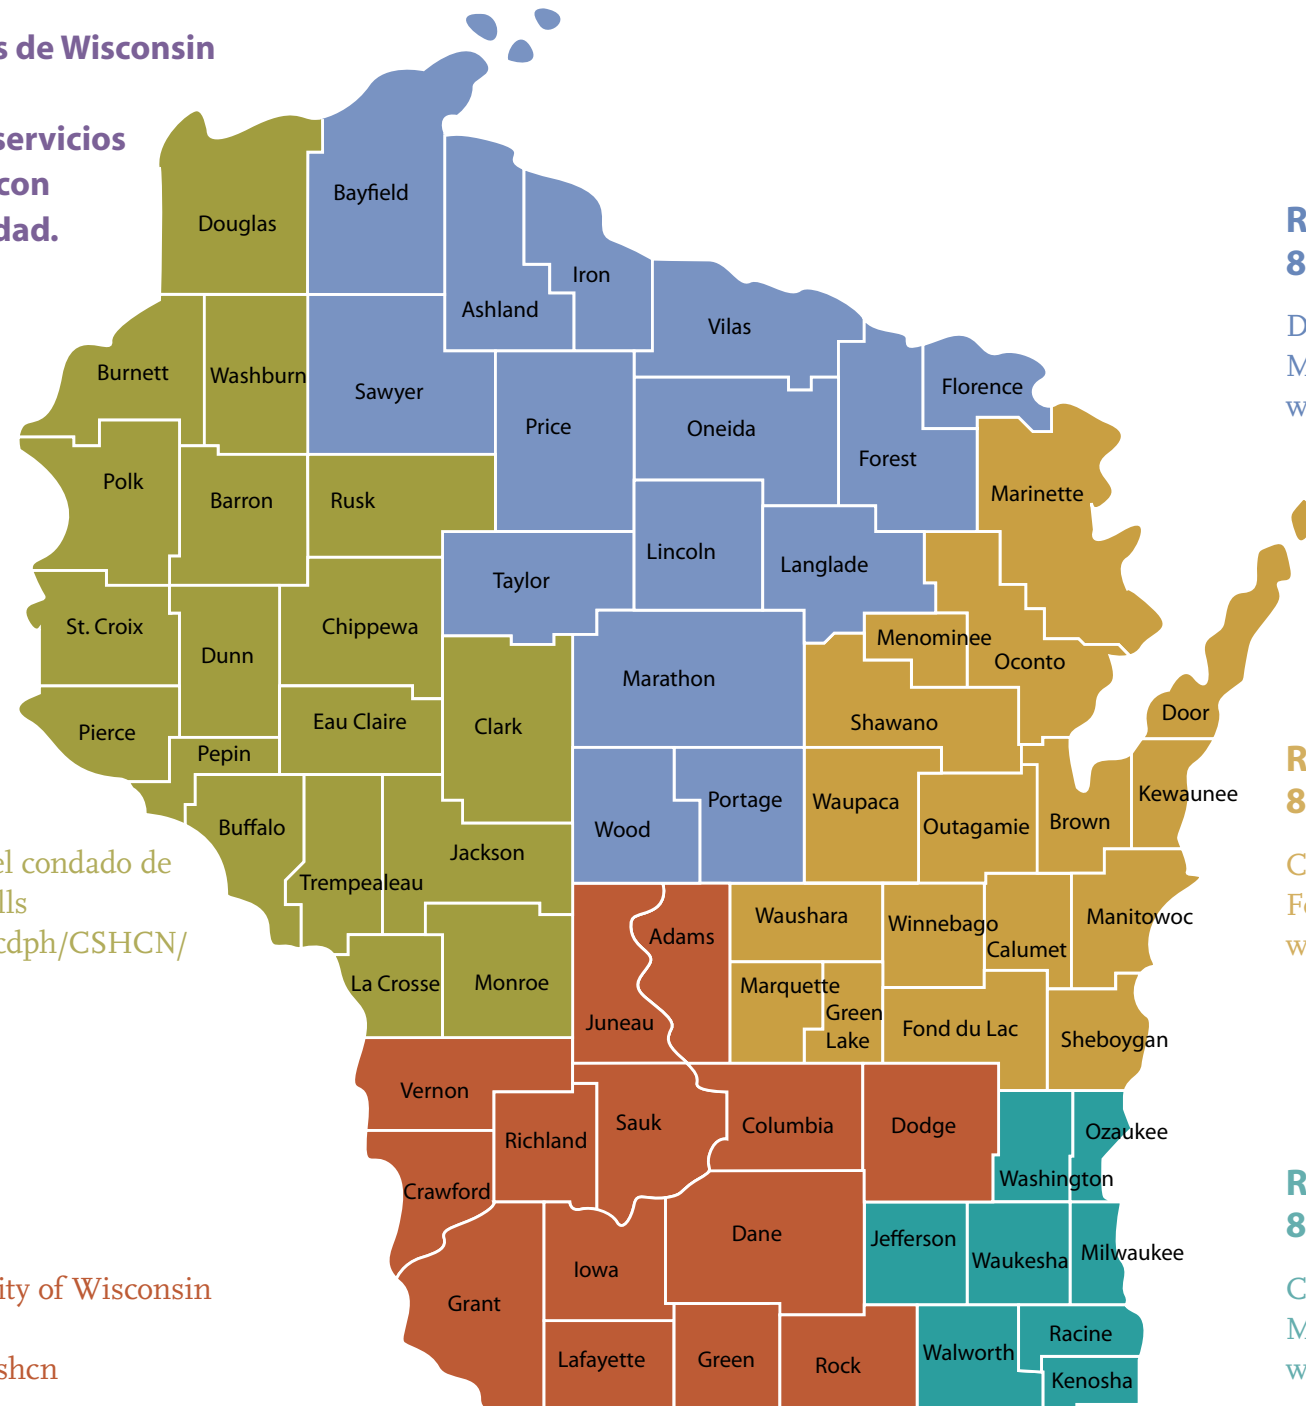 s de Wisconsin
servicios
con
dad.
Bayfield
Douglas
Iron
Ashland
Vilas
Burnett
Washburn
Sawyer
Florence
Price
Oneida
Forest
Polk
Barron
Rusk
Marinette
Lincoln
Langlade
Taylor
St. Croix
Chippewa
Menominee
Dunn
Oconto
Marathon
Pierce
Eau Claire
Clark
Shawano
Door
Pepin
Kewaunee
Portage
Waupaca
Buffalo
Wood
Outagamie
Brown
Jackson
Trempealeau
Waushara
Winnebago
Manitowoc
Adams
Calumet
La Crosse
Monroe
Marquette
Green
Lake
Juneau
Fond du Lac
Sheboygan
Vernon
Richland
Sauk
Columbia
Dodge
Ozaukee
Washington
Crawford
Dane
Jefferson
Waukesha
Milwaukee
Iowa
Grant
Racine
Lafayette
Green
Rock
Walworth
Kenosha
el condado de
lls
cdph/CSHCN/
ity of Wisconsin
shcn
R
8
D
M
w
R
8
C
Fo
w
R
8
C
M
w